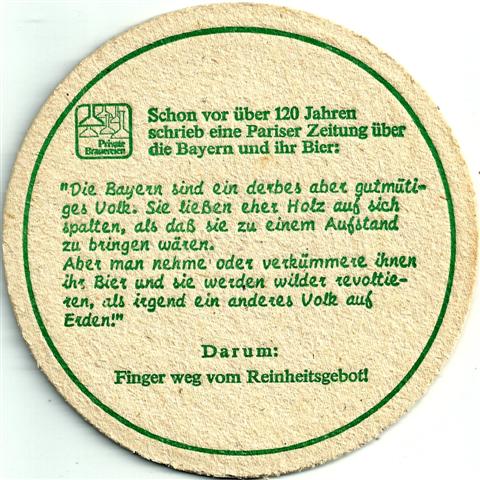 Private
Brauereien
Schon vor über 120 Jahren
schrieb eine Pariser Zeitung über
die Bayern und ihr Bier:
"Die Bayern sind ein derbes aber gutmüti-
ges Volk. Sie ließen eher Holz auf sich
spalten, als daß sie zu einem Aufstand
zu bringen wären.
Aber man nehme oder verkümmere ihnen
ihr Bier und sie werden wilder revoltie-
ren, als irgend ein anderes Volk auf
Erden!"
Darum:
Finger weg vom Reinheitsgebot!